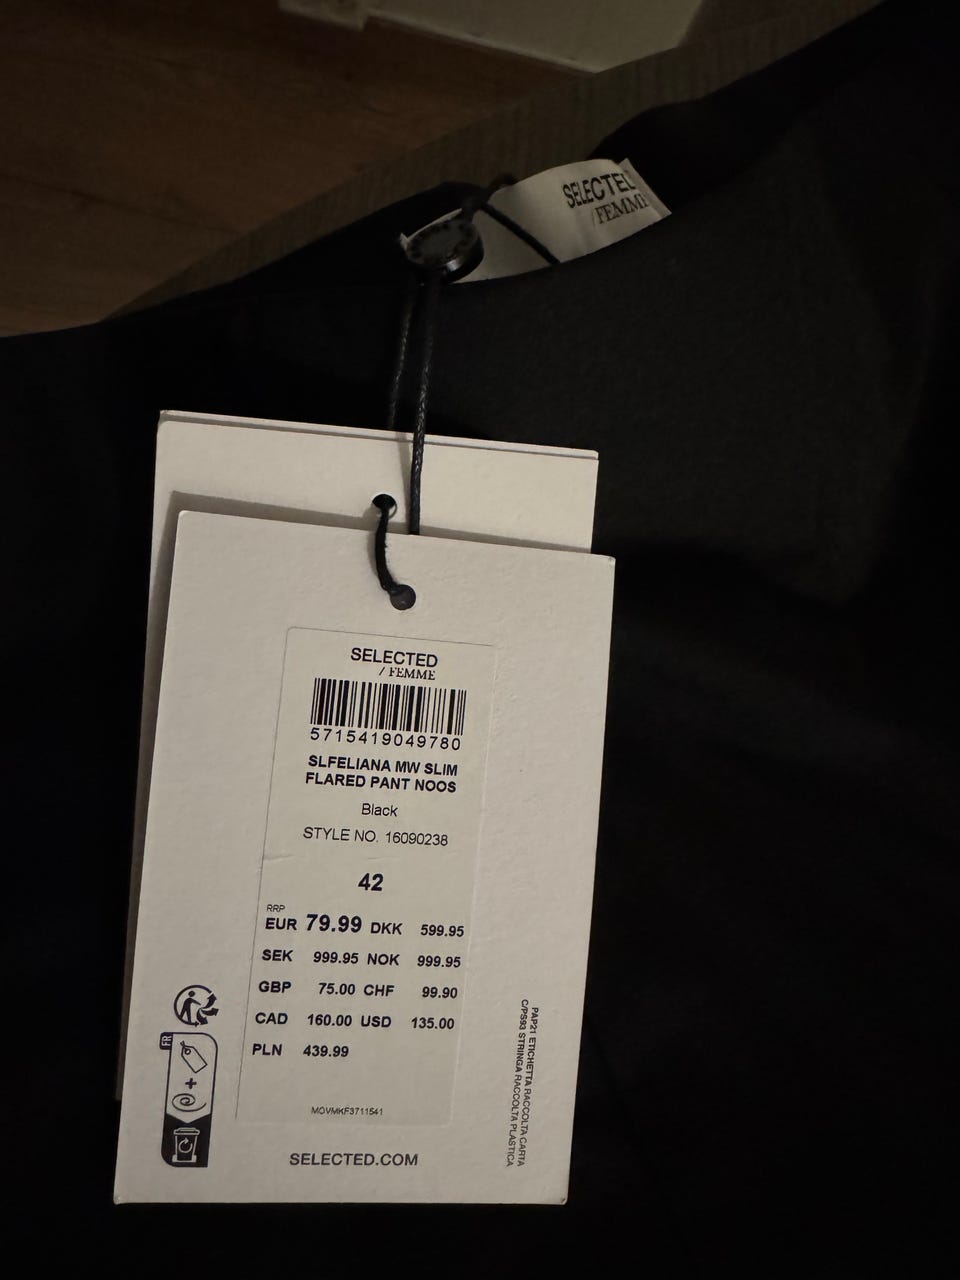 SELECTED
/FEMME
SELECTED
/ FEMME
5715419049780
SLFELIANA MW SLIM
FLARED PANT NOOS
Black
STYLE NO. 16090238
42
RRP
EUR 79.99 DKK 599.95
SEK 999.95 NOK 999.95
GBP 75.00 CHF 99.90
CAD 160.00 USD 135.00
PLN 439.99
MOVMKF3711541
SELECTED.COM
FR
+
PAP21 ETICHETTA RACCOLTA CARTA
C/PS93 STRINGA RACCOLTA PLASTICA